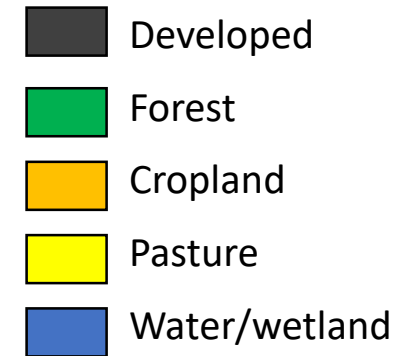 Developed
Forest
Cropland
Pasture
Water/wetland